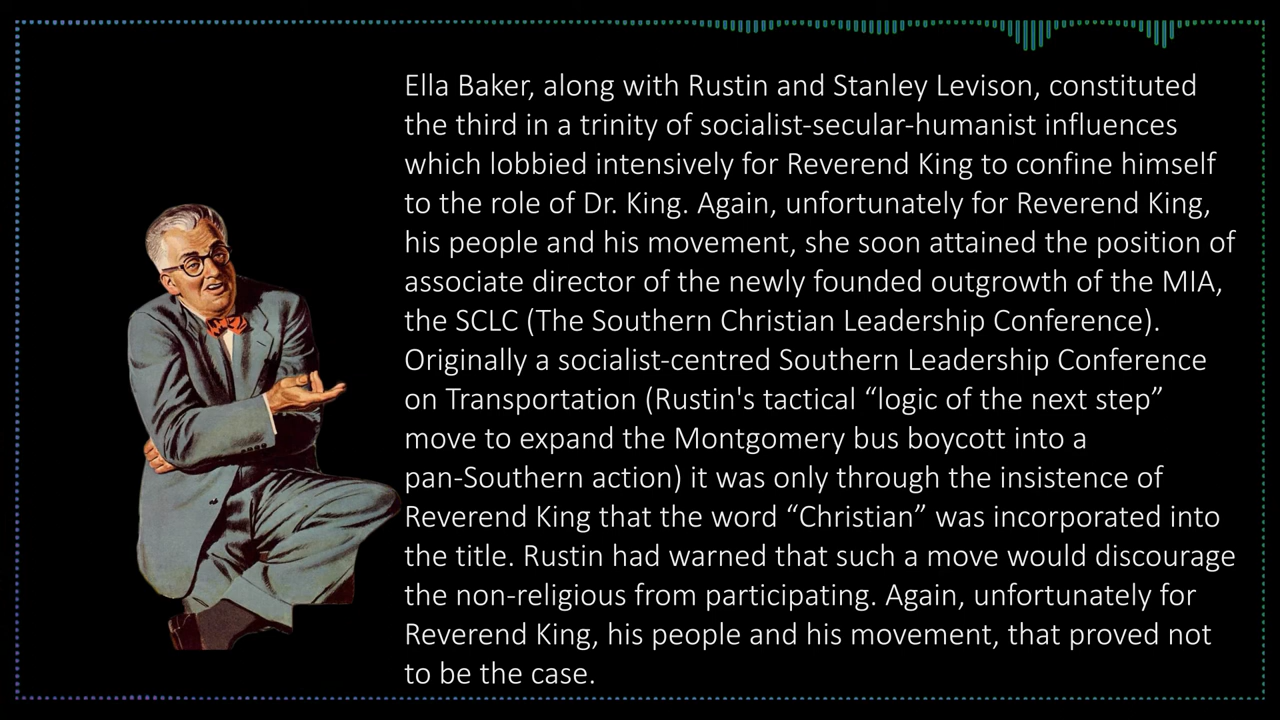 Ella Baker, along with Rustin and Stanley Levison, constituted
the third in a trinity of socialist-secular-humanist influences
which lobbied intensively for Reverend King to confine himself
to the role of Dr. King. Again, unfortunately for Reverend King,
his people and his movement, she soon attained the position of
associate director of the newly founded outgrowth of the MIA,
the SCLC (The Southern Christian Leadership Conference).
Originally a socialist-centred Southern Leadership Conference
on Transportation (Rustin's tactical “logic of the next step”
move to expand the Montgomery bus boycott into a
pan-Southern action) it was only through the insistence of
Reverend King that the word “Christian” was incorporated into
the title. Rustin had warned that such a move would discourage
the non-religious from participating. Again, unfortunately for
Reverend King, his people and his movement, that proved not
to be the case.